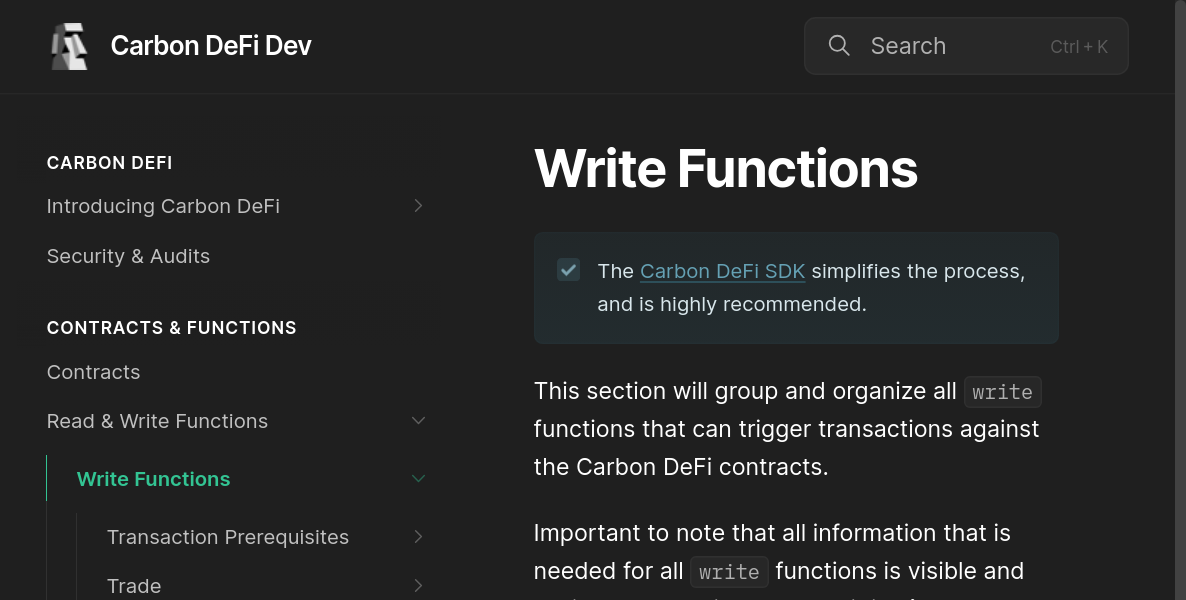 Carbon DeFi Dev
Search
Ctrl + K
CARBON DEFI
Introducing Carbon DeFi
Security & Audits
CONTRACTS & FUNCTIONS
Contracts
Read & Write Functions
Write Functions
Transaction Prerequisites
Trade
Write Functions
The Carbon DeFi SDK simplifies the process,
and is highly recommended.
This section will group and organize all write
functions that can trigger transactions against
the Carbon DeFi contracts.
Important to note that all information that is
needed for all write functions is visible and